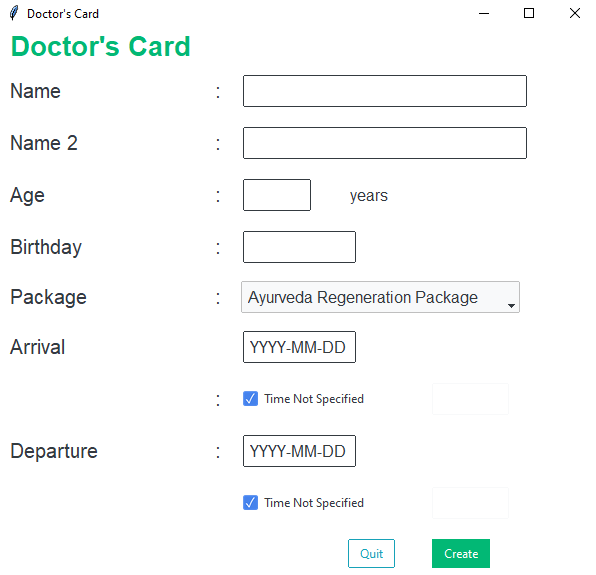 Doctor's Card
Doctor's Card
Name :
Name 2 :
Age : years
Birthday :
Package : Ayurveda Regeneration Package
Arrival YYYY-MM-DD
: Time Not Specified
Departure : YYYY-MM-DD
Time Not Specified
Quit Create